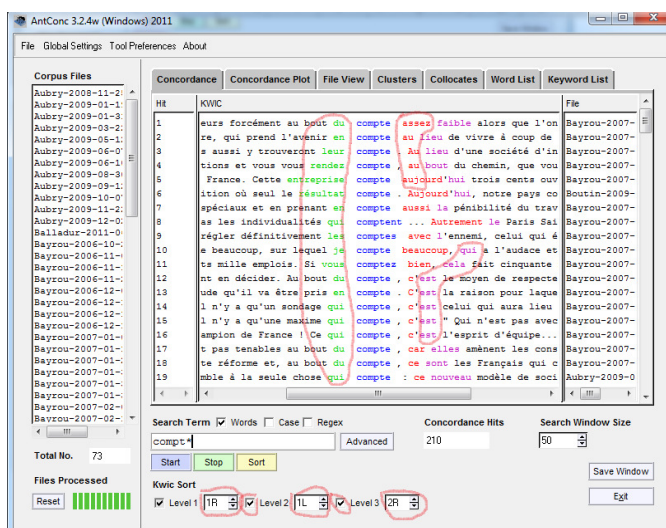 AntConc 3.2.4w (Windows) 2011
File Global Settings Tool Preferences About
Corpus Files
Aubry-2008-11-2
Aubry-2009-01-1
Aubry-2009-01-3
Aubry-2009-03-2
Aubry-2009-05-1
Aubry-2009-06-0
Aubry-2009-06-1
Aubry-2009-08-3
Aubry-2009-09-1
Aubry-2009-10-0
Aubry-2009-11-2
Aubry-2009-12-0
Balladur-2011-0
Bayrou-2006-10-
Bayrou-2006-11-
Bayrou-2006-11-
Bayrou-2006-11-
Bayrou-2006-12-
Bayrou-2006-12-
Bayrou-2006-12-
Bayrou-2006-12-
Bayrou-2007-01-
Bayrou-2007-01-
Bayrou-2007-01-
Bayrou-2007-01-
Bayrou-2007-01-
Bayrou-2007-01-
Bayrou-2007-02-
Bayrou-2007-02-
Total No. 73
Files Processed
Reset
Concordance Concordance Plot File View Clusters Collocates Word List Keyword List
Hit KWIC File
1 eurs forcément au bout du compte assez faible alors que l'on Bayrou-2007-
2 re, qui prend l'avenir en compte au lieu de vivre à coup de Bayrou-2007-
3 s aussi y trouveront leur compte . Au lieu d'une société d'in Bayrou-2007-
4 tions et vous vous rendez compte , au bout du chemin, que vou Bayrou-2007-
5 France. Cette entreprise compte aujourd'hui trois cents ouv Bayrou-2007-
6 ition où seul le résultat compte . Aujourd'hui, notre pays co Boutin-2009-
7 spéciaux et en prenant en compte aussi la pénibilité du trav Bayrou-2007-
8 as les individualités qui comptent ... Autrement le Paris Sai Bayrou-2007-
9 régler définitivement les comptes avec l'ennemi, celui qui é Bayrou-2007-
10 e beaucoup, sur lequel je compte beaucoup, qui a l'audace et Bayrou-2007-
11 ts mille emplois. Si vous comptez bien, cela fait cinquante Bayrou-2007-
12 nt en décider. Au bout du compte , c'est le moyen de respecte Bayrou-2007-
13 ude qu'il va être pris en compte . C'est la raison pour laque Bayrou-2007-
14 l n'y a qu'un sondage qui compte , c'est celui qui aura lieu Bayrou-2007-
15 l n'y a qu'une maxime qui compte , c'est " Qui n'est pas avec Bayrou-2007-
16 ampion de France ! Ce qui compte , c'est l'esprit d'équipe... Bayrou-2007-
17 t pas tenables au bout du compte , car elles amènent les cons Bayrou-2007-
18 te réforme et, au bout du compte , ce sont les Français qui c Bayrou-2007-
19 mble à la seule chose qui compte : ce nouveau modèle de soci Aubry-2009-0
Search Term Words Case Regex Concordance Hits Search Window Size
compt* Advanced 210 50
Start Stop Sort
Save Window
Kwic Sort
Level 1 1R Level 2 1L Level 3 2R
Exit